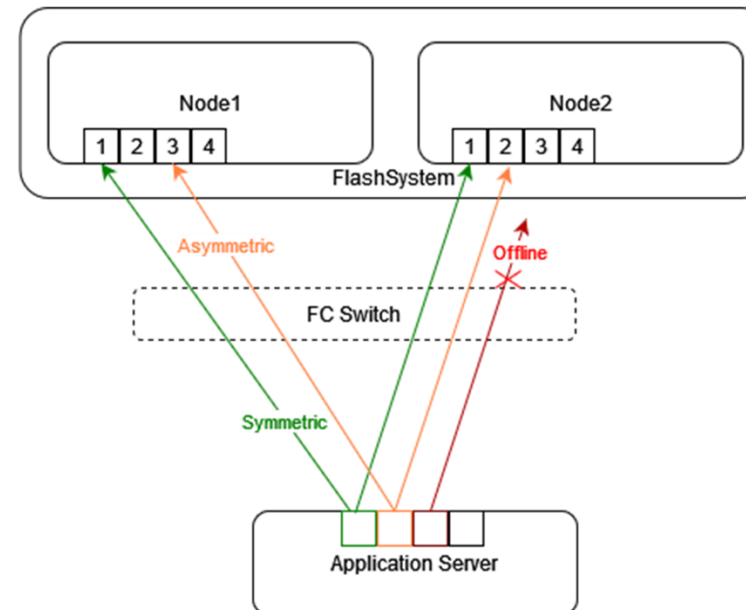 Node1
Node2
1 2 3 4
1 2 3 4
FlashSystem
Asymmetric
Offline
FC Switch
Symmetric
Application Server